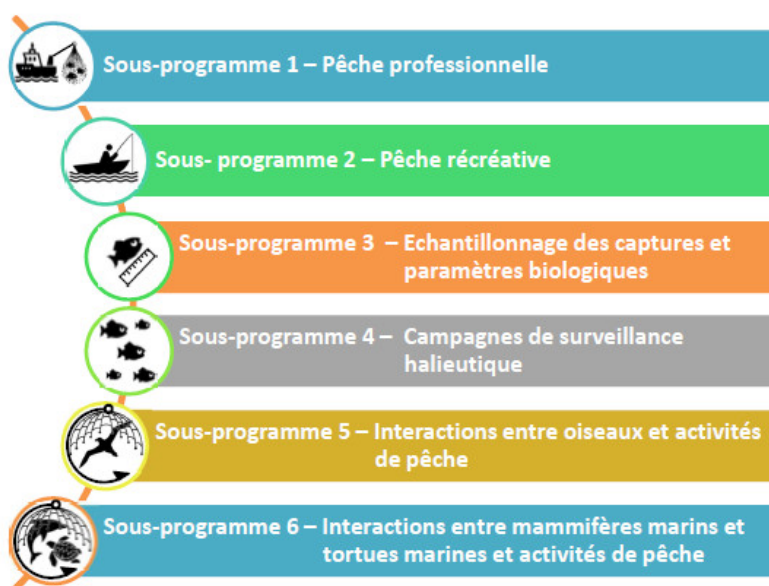 Sous-programme 1 – Pêche professionnelle
Sous- programme 2 – Pêche récréative
Sous-programme 3 – Echantillonnage des captures et
paramètres biologiques
Sous-programme 4 – Campagnes de surveillance
halieutique
Sous-programme 5 – Interactions entre oiseaux et activités
de pêche
Sous-programme 6 – Interactions entre mammifères marins et
tortues marines et activités de pêche